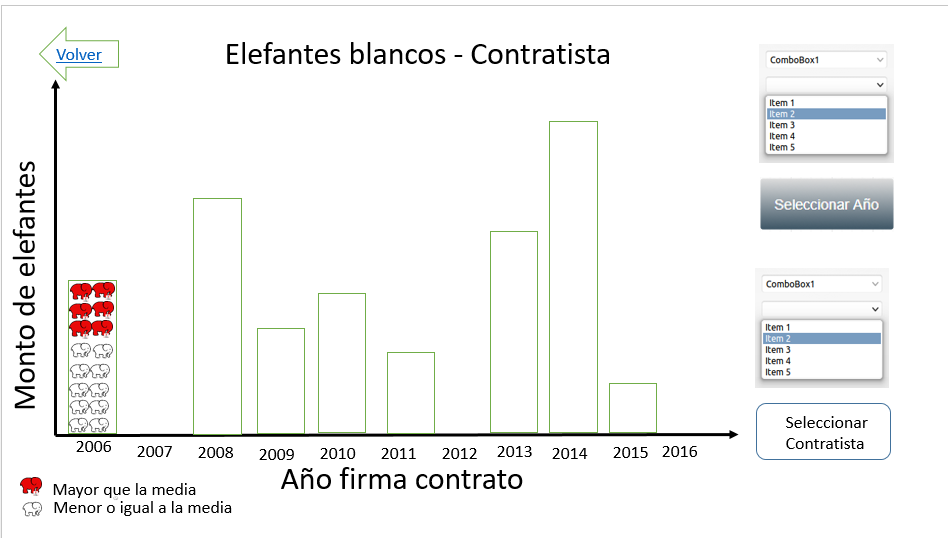 Volver
Elefantes blancos - Contratista
ComboBox1
Item 1
Item 2
Item 3
Item 4
Item 5
Seleccionar Año
Monto de elefantes
ComboBox1
Item 1
Item 2
Item 3
Item 4
Item 5
Seleccionar
Contratista
2006
2007
2008
2009
2010
2011
2012
2013
2014
2015
2016
Año firma contrato
Mayor que la media
Menor o igual a la media